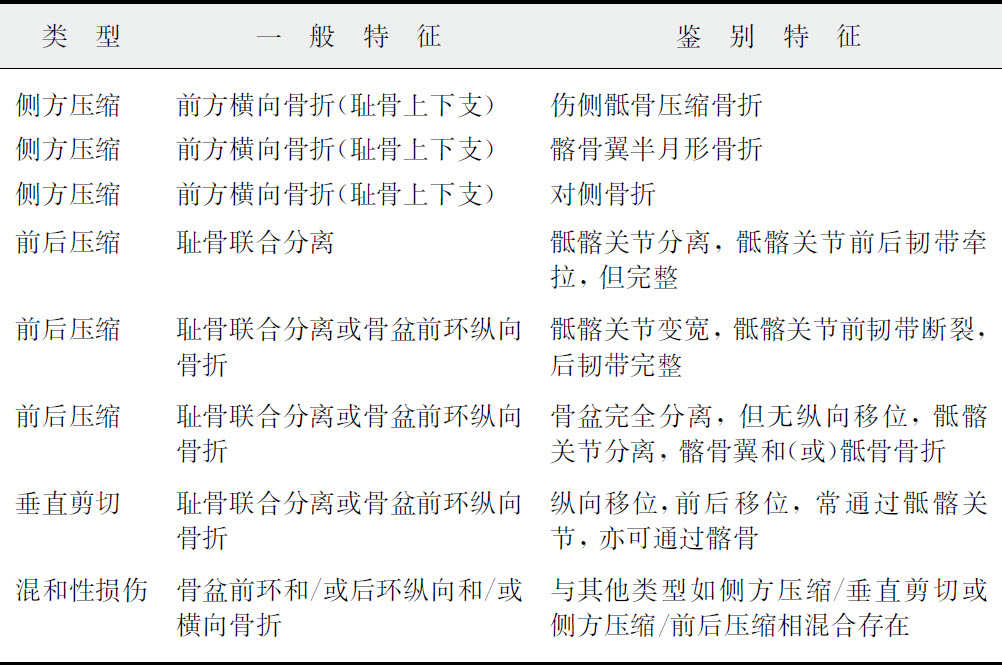 类 型 一 般 特 征 鉴 别 特 征
侧方压缩 前方横向骨折(耻骨上下支) 伤侧骶骨压缩骨折
侧方压缩 前方横向骨折(耻骨上下支) 髂骨翼半月形骨折
侧方压缩 前方横向骨折(耻骨上下支) 对侧骨折
前后压缩 耻骨联合分离 骶髂关节分离，骶髂关节前后韧带牵
拉，但完整
前后压缩 耻骨联合分离或骨盆前环纵向 骶髂关节变宽，骶髂关节前韧带断裂，
骨折 后韧带完整
前后压缩 耻骨联合分离或骨盆前环纵向 骨盆完全分离，但无纵向移位，骶髂
骨折 关节分离，髂骨翼和(或)骶骨骨折
垂直剪切 耻骨联合分离或骨盆前环纵向 纵向移位,前后移位，常通过骶髂关
骨折 节，亦可通过髂骨
混和性损伤 骨盆前环和/或后环纵向和/或 与其他类型如侧方压缩/垂直剪切或
横向骨折 侧方压缩/前后压缩相混合存在